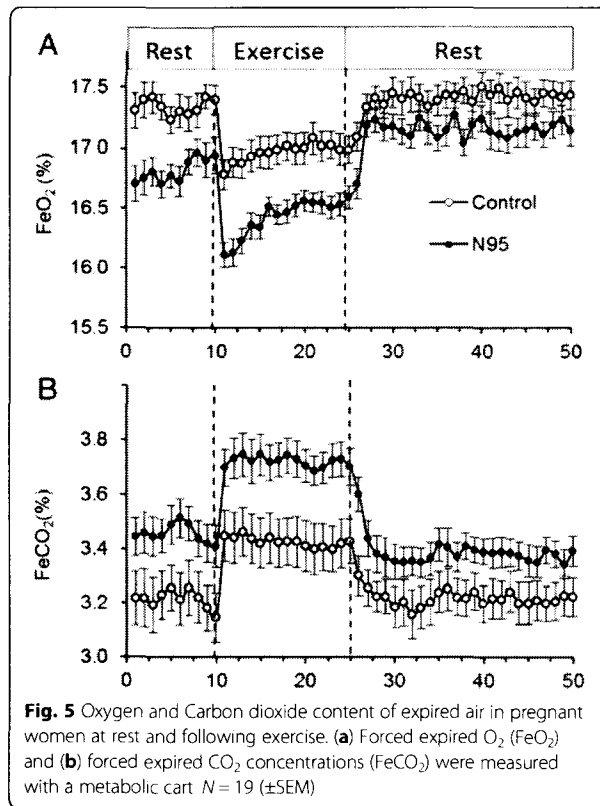 A
Rest Exercise Rest
17.5
17.0
16.5
16.0
15.5
FeO₂ (%)
Control
N95
0 10 20 30 40 50
B
3.8
3.6
3.4
3.2
3.0
FeCO₂(%)
0 10 20 30 40 50
Fig. 5 Oxygen and Carbon dioxide content of expired air in pregnant
women at rest and following exercise. (a) Forced expired O₂ (FeO₂)
and (b) forced expired CO₂ concentrations (FeCO₂) were measured
with a metabolic cart N = 19 (±SEM)